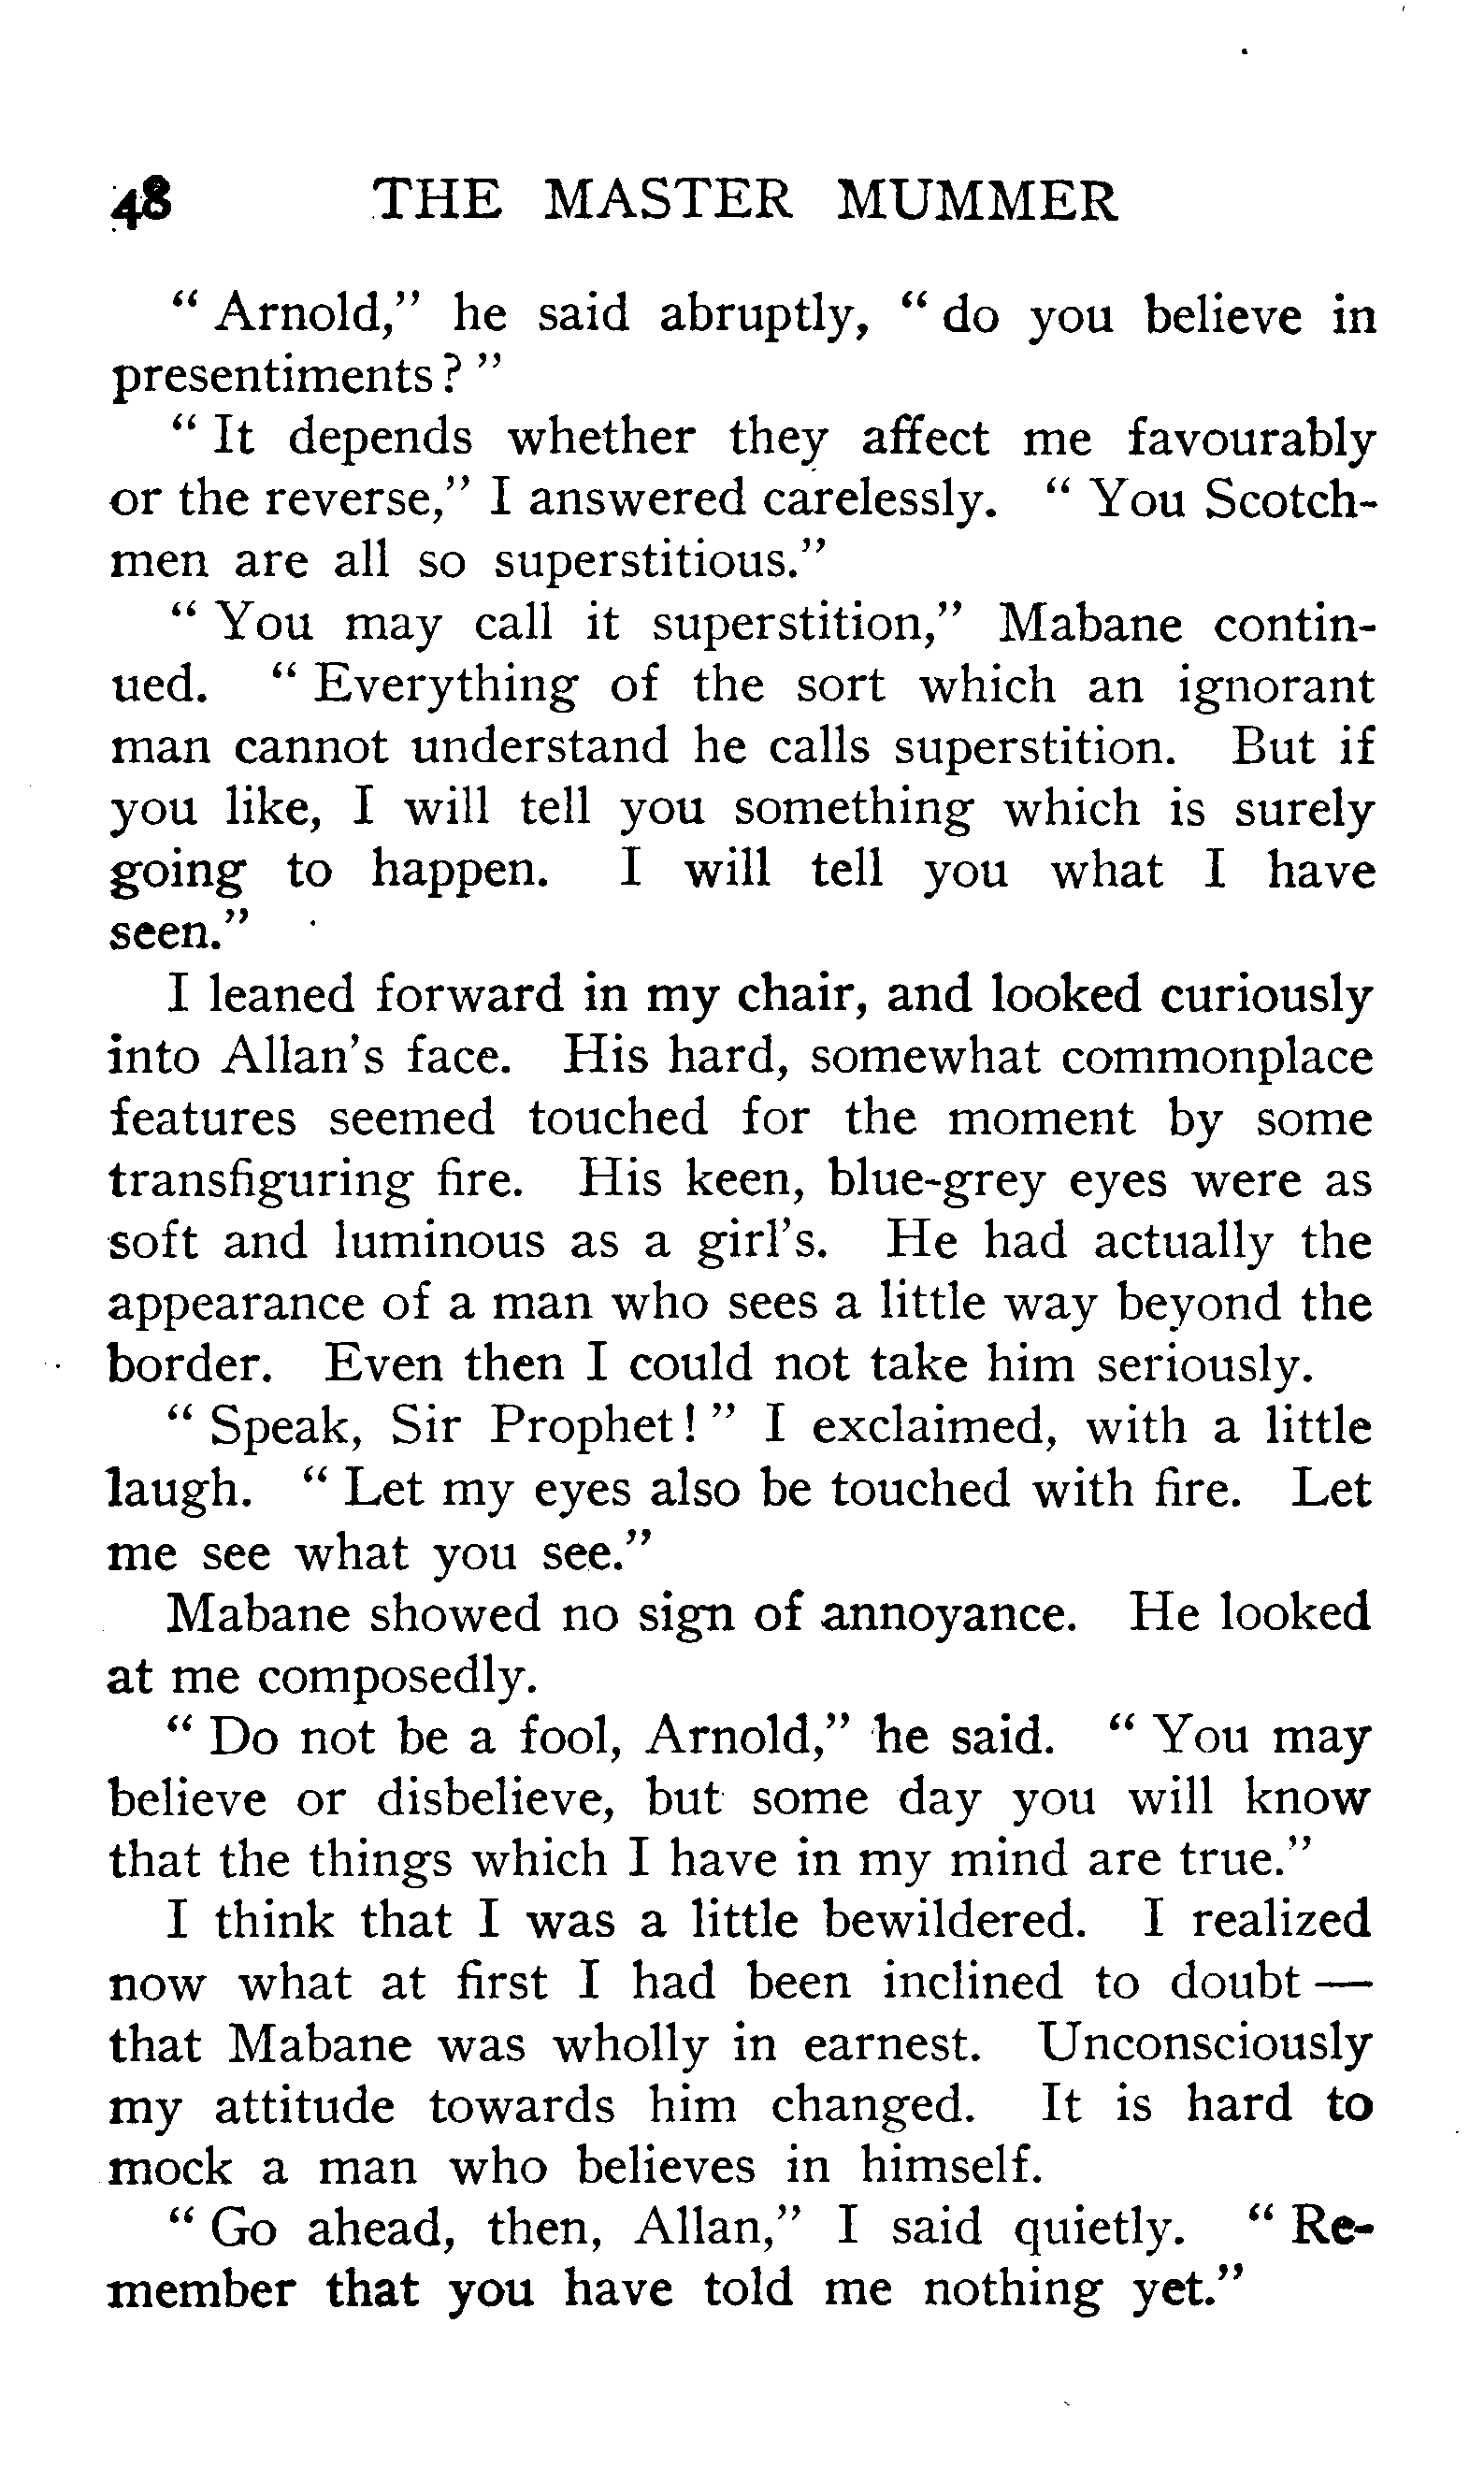 48 THE MASTER MUMMER
" Arnold," he said abruptly, " do you believe in
presentiments ? "
" It depends whether they affect me favourably
or the reverse," I answered carelessly. " You Scotch-
men are all so superstitious."
" You may call it superstition," Mabane contin-
ued. " Everything of the sort which an ignorant
man cannot understand he calls superstition. But if
you like, I will tell you something which is surely
going to happen. I will tell you what I have
seen."
I leaned forward in my chair, and looked curiously
into Allan's face. His hard, somewhat commonplace
features seemed touched for the moment by some
transfiguring fire. His keen, blue-grey eyes were as
soft and luminous as a girl's. He had actually the
appearance of a man who sees a little way beyond the
border. Even then I could not take him seriously.
" Speak, Sir Prophet ! " I exclaimed, with a little
laugh. " Let my eyes also be touched with fire. Let
me see what you see."
Mabane showed no sign of annoyance. He looked
at me composedly.
" Do not be a fool, Arnold," he said. " You may
believe or disbelieve, but some day you will know
that the things which I have in my mind are true."
I think that I was a little bewildered. I realized
now what at first I had been inclined to doubt —
that Mabane was wholly in earnest. Unconsciously
my attitude towards him changed. It is hard to
mock a man who believes in himself.
" Go ahead, then, Allan," I said quietly. " Re-
member that you have told me nothing yet."